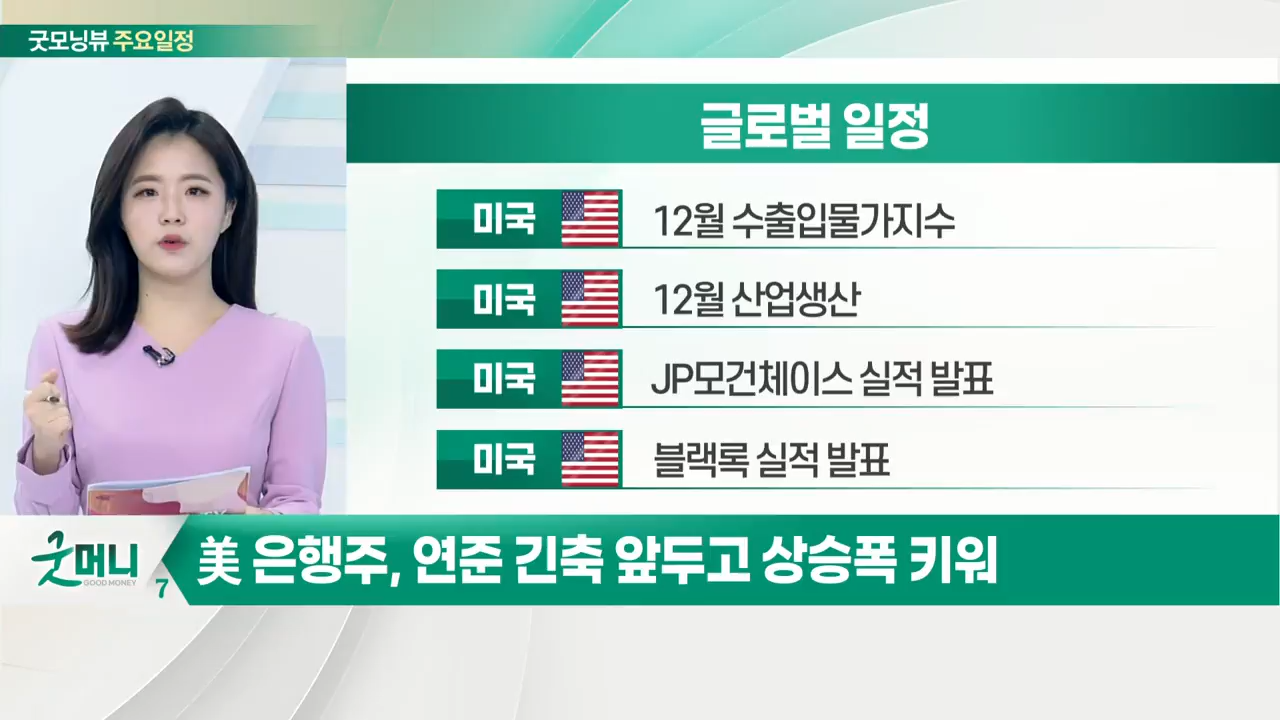 굿모닝뷰 주요일정
글로벌 일정
미국 12월 수출입물가지수
미국 12월 산업생산
미국 JP모건체이스 실적 발표
미국 블랙록 실적 발표
굿머니
GOOD MONEY
7
美 은행주, 연준 긴축 앞두고 상승폭 키워